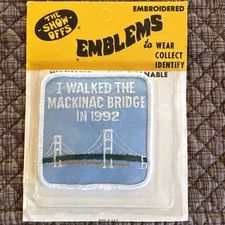 THE
SHOW
OFFS
EMBROIDERED
EMBLEMS
to WEAR
COLLECT
IDENTIFY
I WALKED THE
MACKINAC BRIDGE
IN 1992